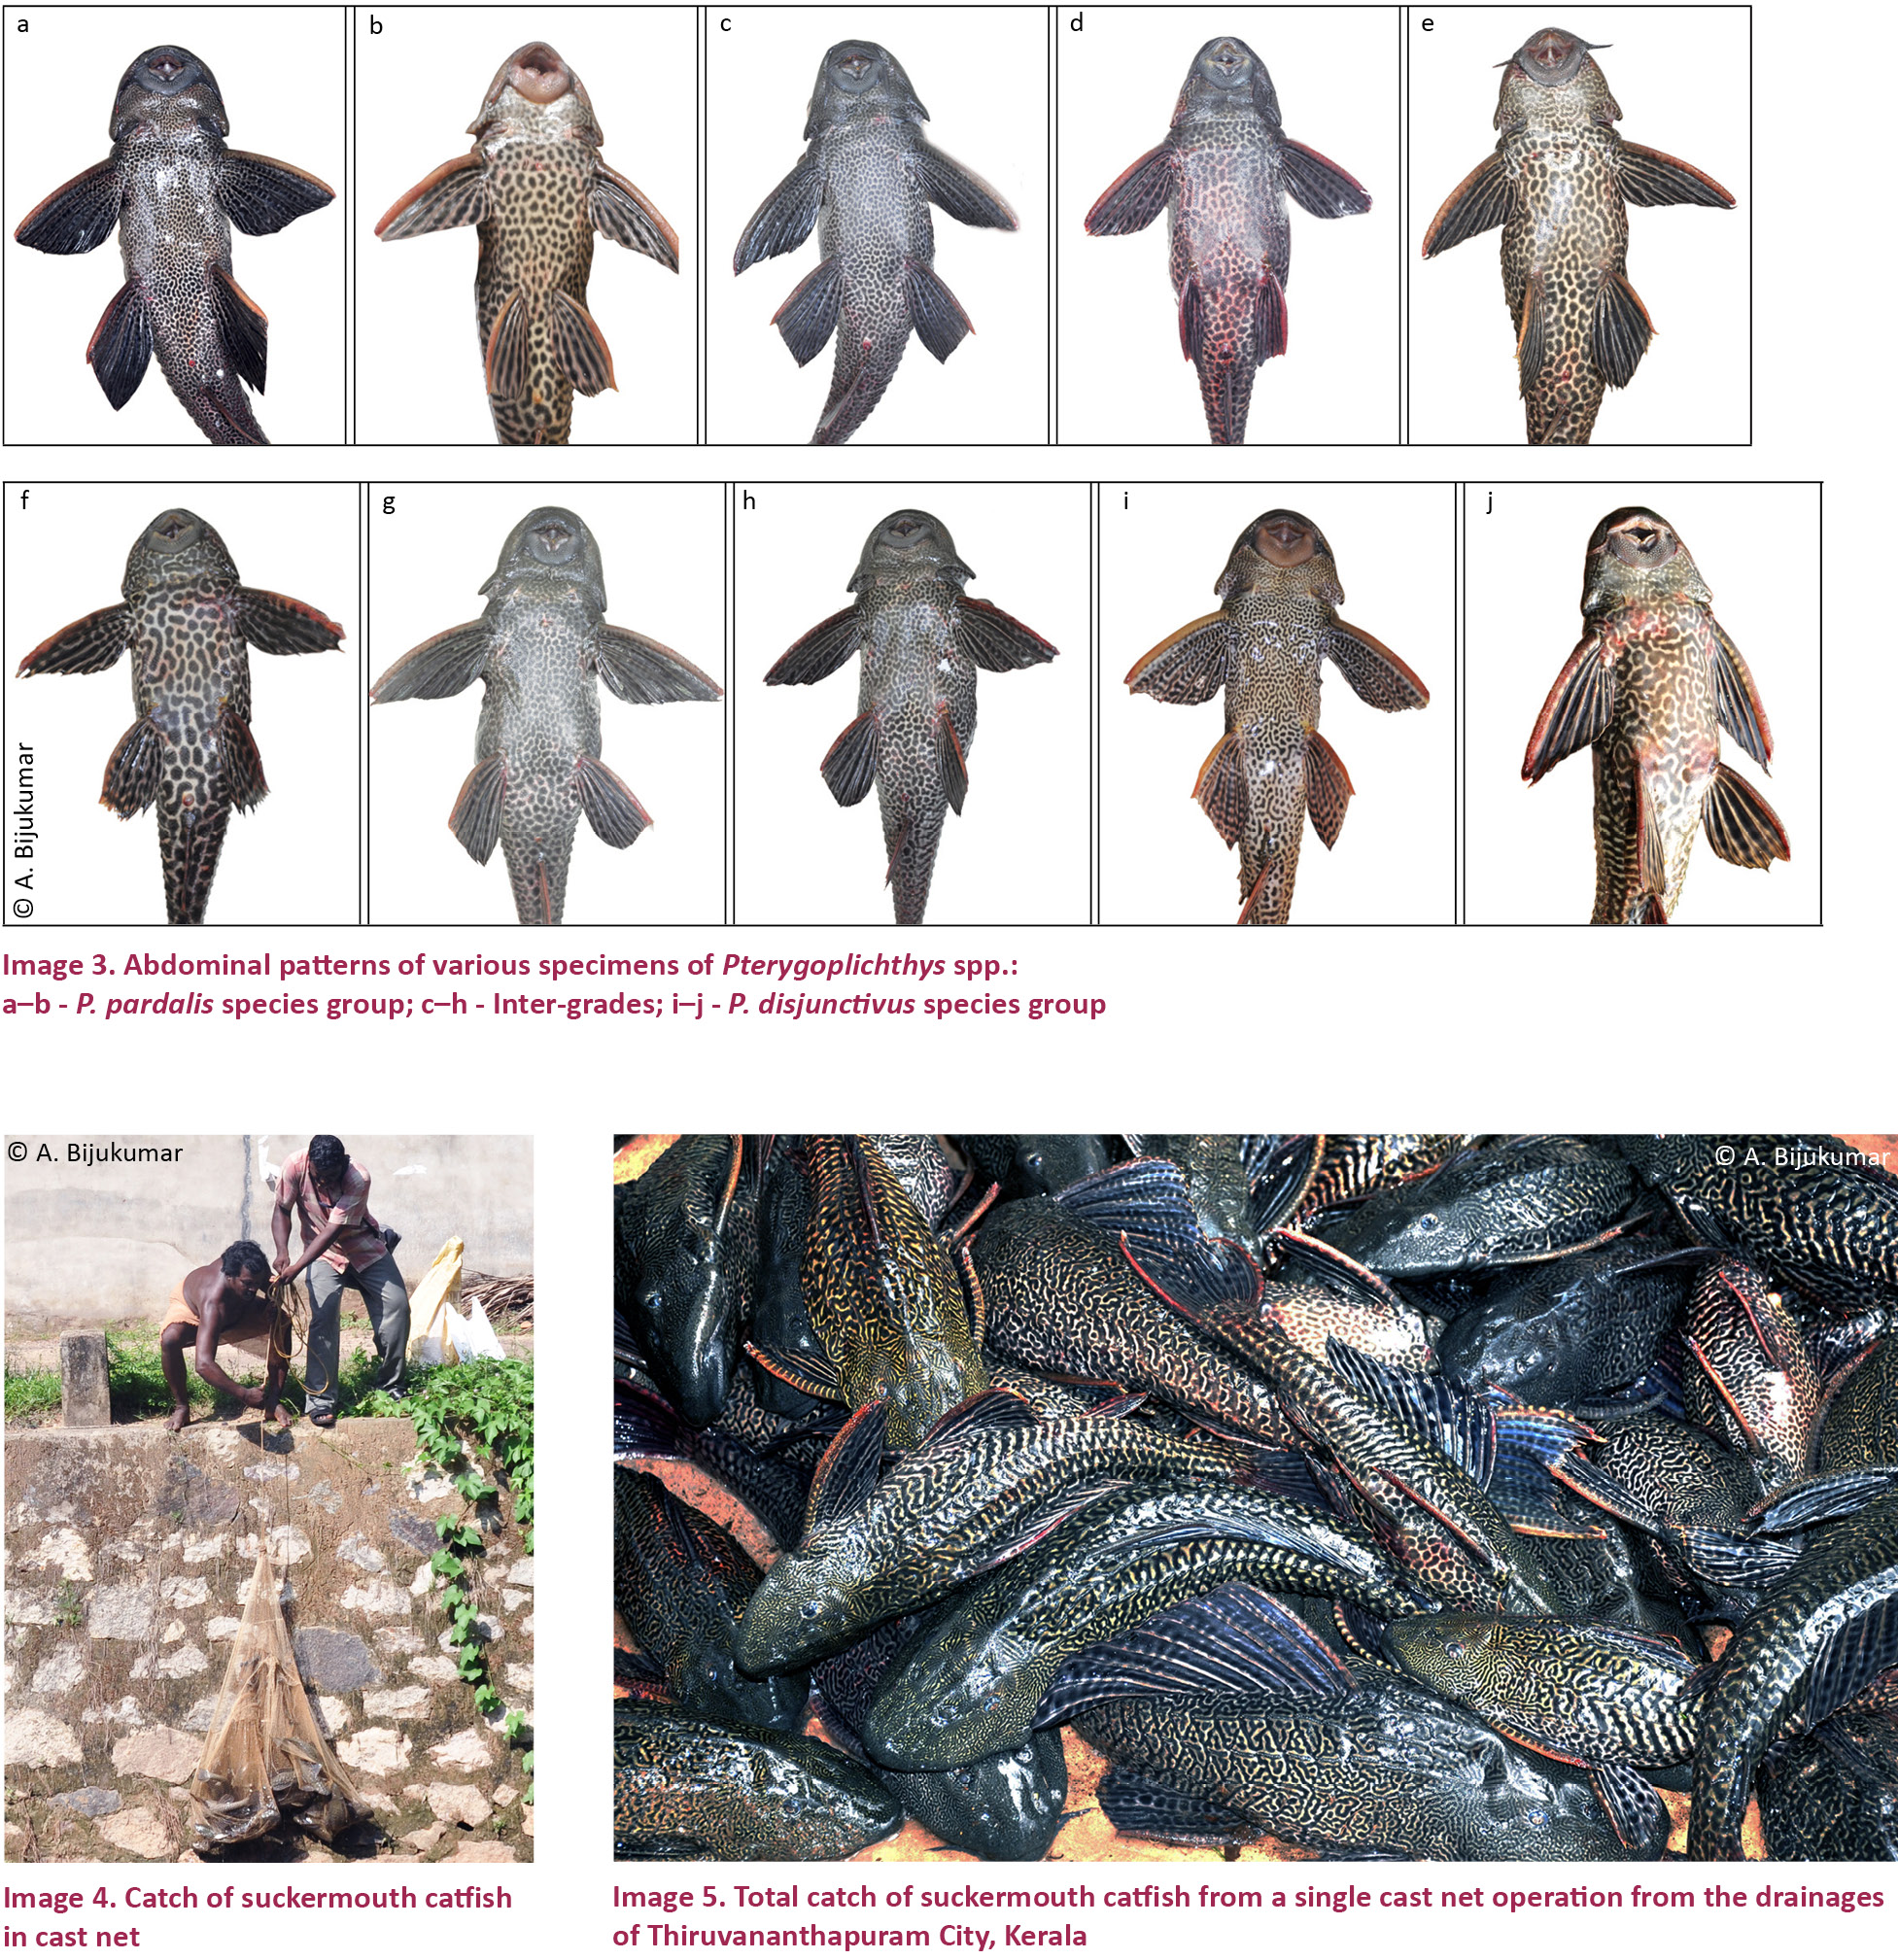 a
b
c
d
e
f
g
h
i
j
© A. Bijukumar
Image 3. Abdominal patterns of various specimens of Pterygoplichthys spp.:
a–b - P. pardalis species group; c–h - Inter-grades; i–j - P. disjunctivus species group
© A. Bijukumar
© A. Bijukumar
Image 4. Catch of suckermouth catfish
in cast net
Image 5. Total catch of suckermouth catfish from a single cast net operation from the drainages
of Thiruvananthapuram City, Kerala